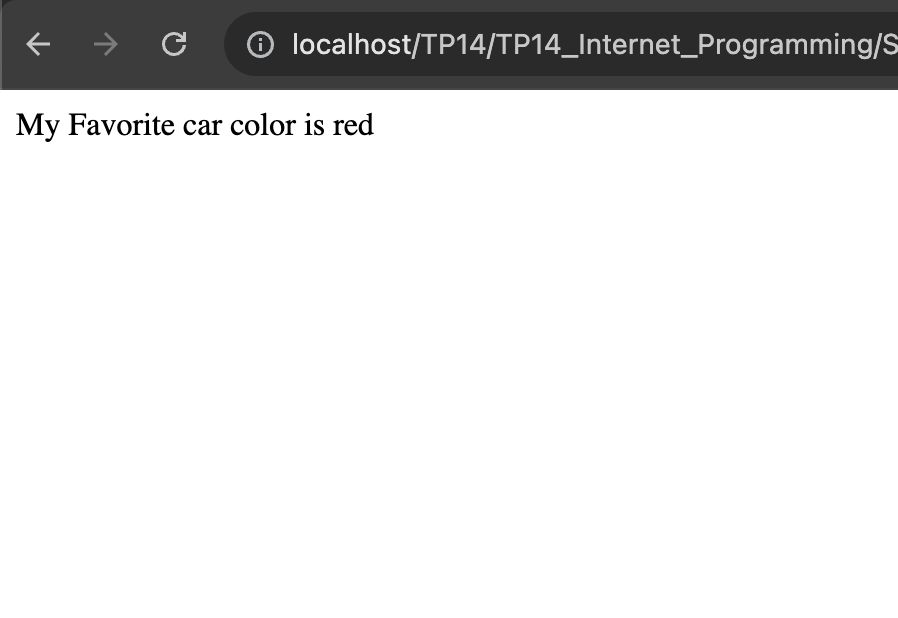 localhost/TP14/TP14_Internet_Programming/S
My Favorite car color is red